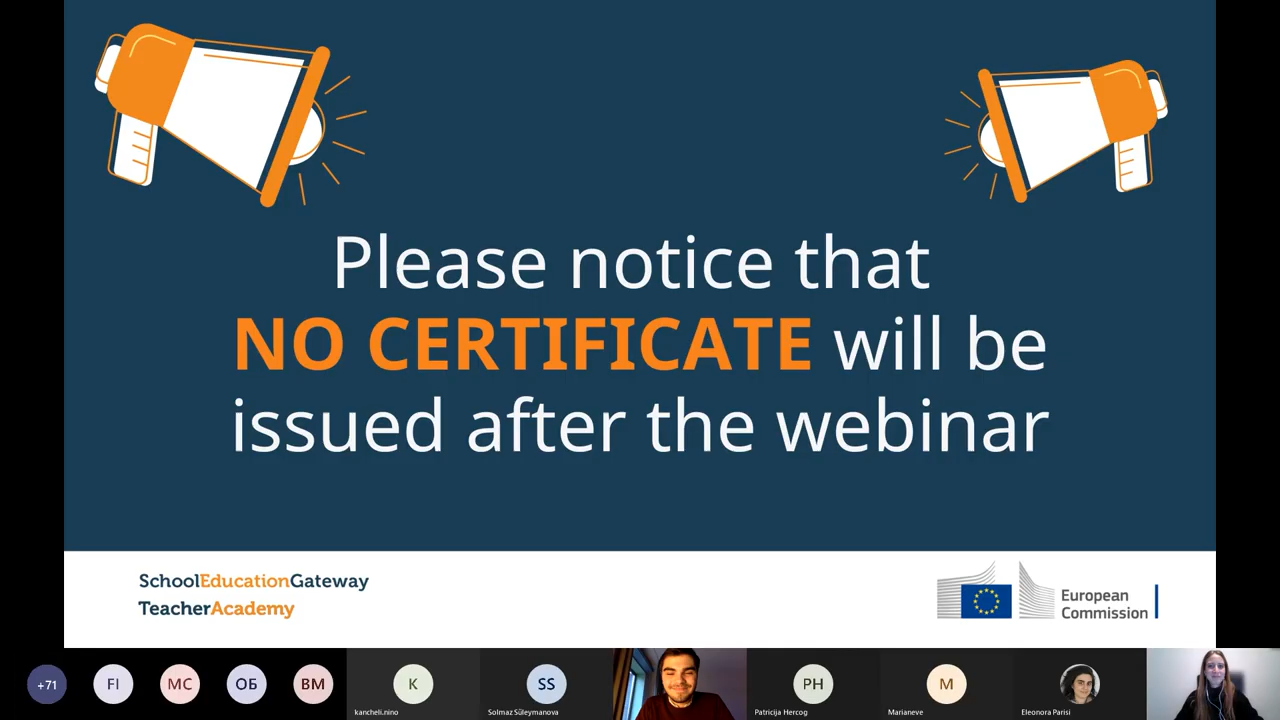 Please notice that
NO CERTIFICATE will be
issued after the webinar
SchoolEducationGateway
TeacherAcademy
European
Commission
+71
FI
MC
ОБ
BM
K
kancheli.nino
SS
Solmaz Süleymanova
PH
Patricija Hercog
M
Marianeve
Eleonora Parisi